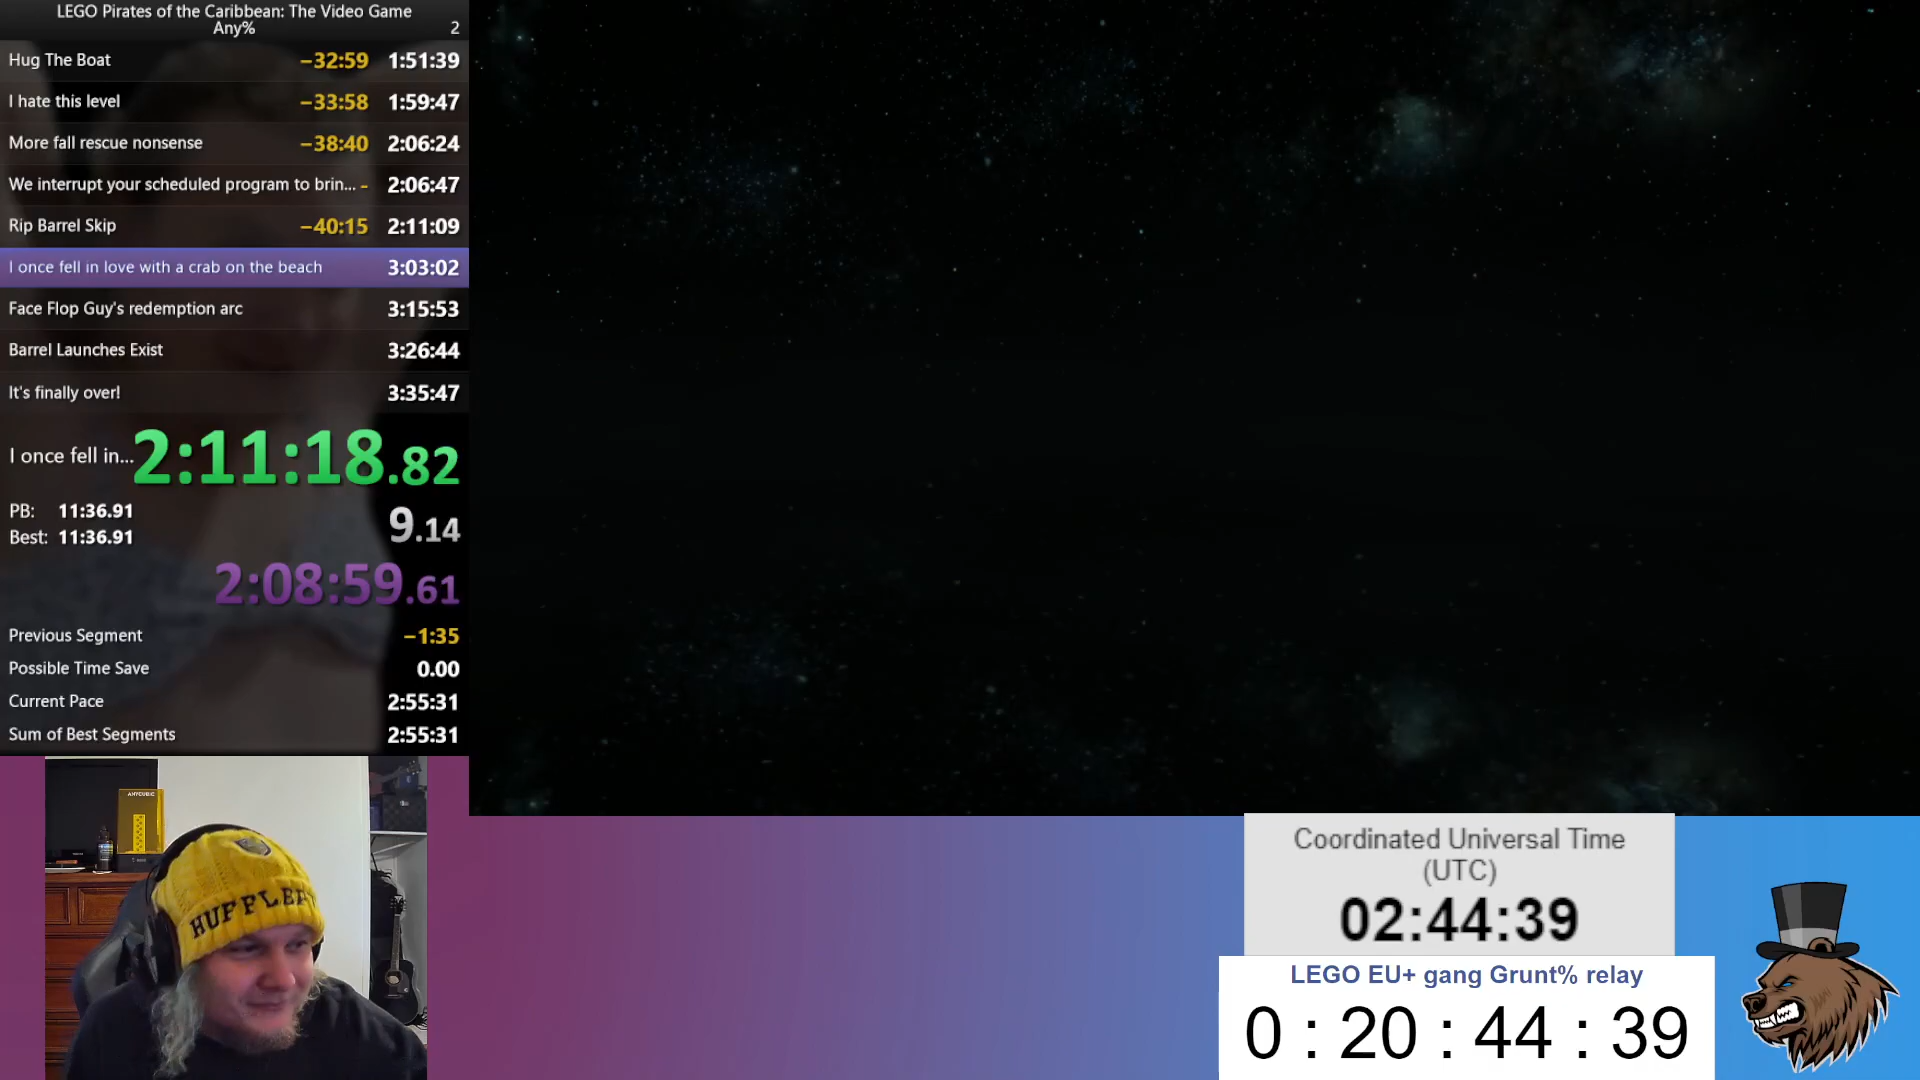 LEGO Pirates of the Caribbean: The Video Game
Any% 2
Hug The Boat −32:59 1:51:39
I hate this level −33:58 1:59:47
More fall rescue nonsense −38:40 2:06:24
We interrupt your scheduled program to brin... - 2:06:47
Rip Barrel Skip −40:15 2:11:09
I once fell in love with a crab on the beach 3:03:02
Face Flop Guy's redemption arc 3:15:53
Barrel Launches Exist 3:26:44
It's finally over! 3:35:47
I once fell in... 2:11:18.82
PB: 11:36.91 9.14
Best: 11:36.91
2:08:59.61
Previous Segment −1:35
Possible Time Save 0.00
Current Pace 2:55:31
Sum of Best Segments 2:55:31
ANYCUBIC
Coordinated Universal Time
(UTC)
02:44:39
LEGO EU+ gang Grunt% relay
0 : 20 : 44 : 39